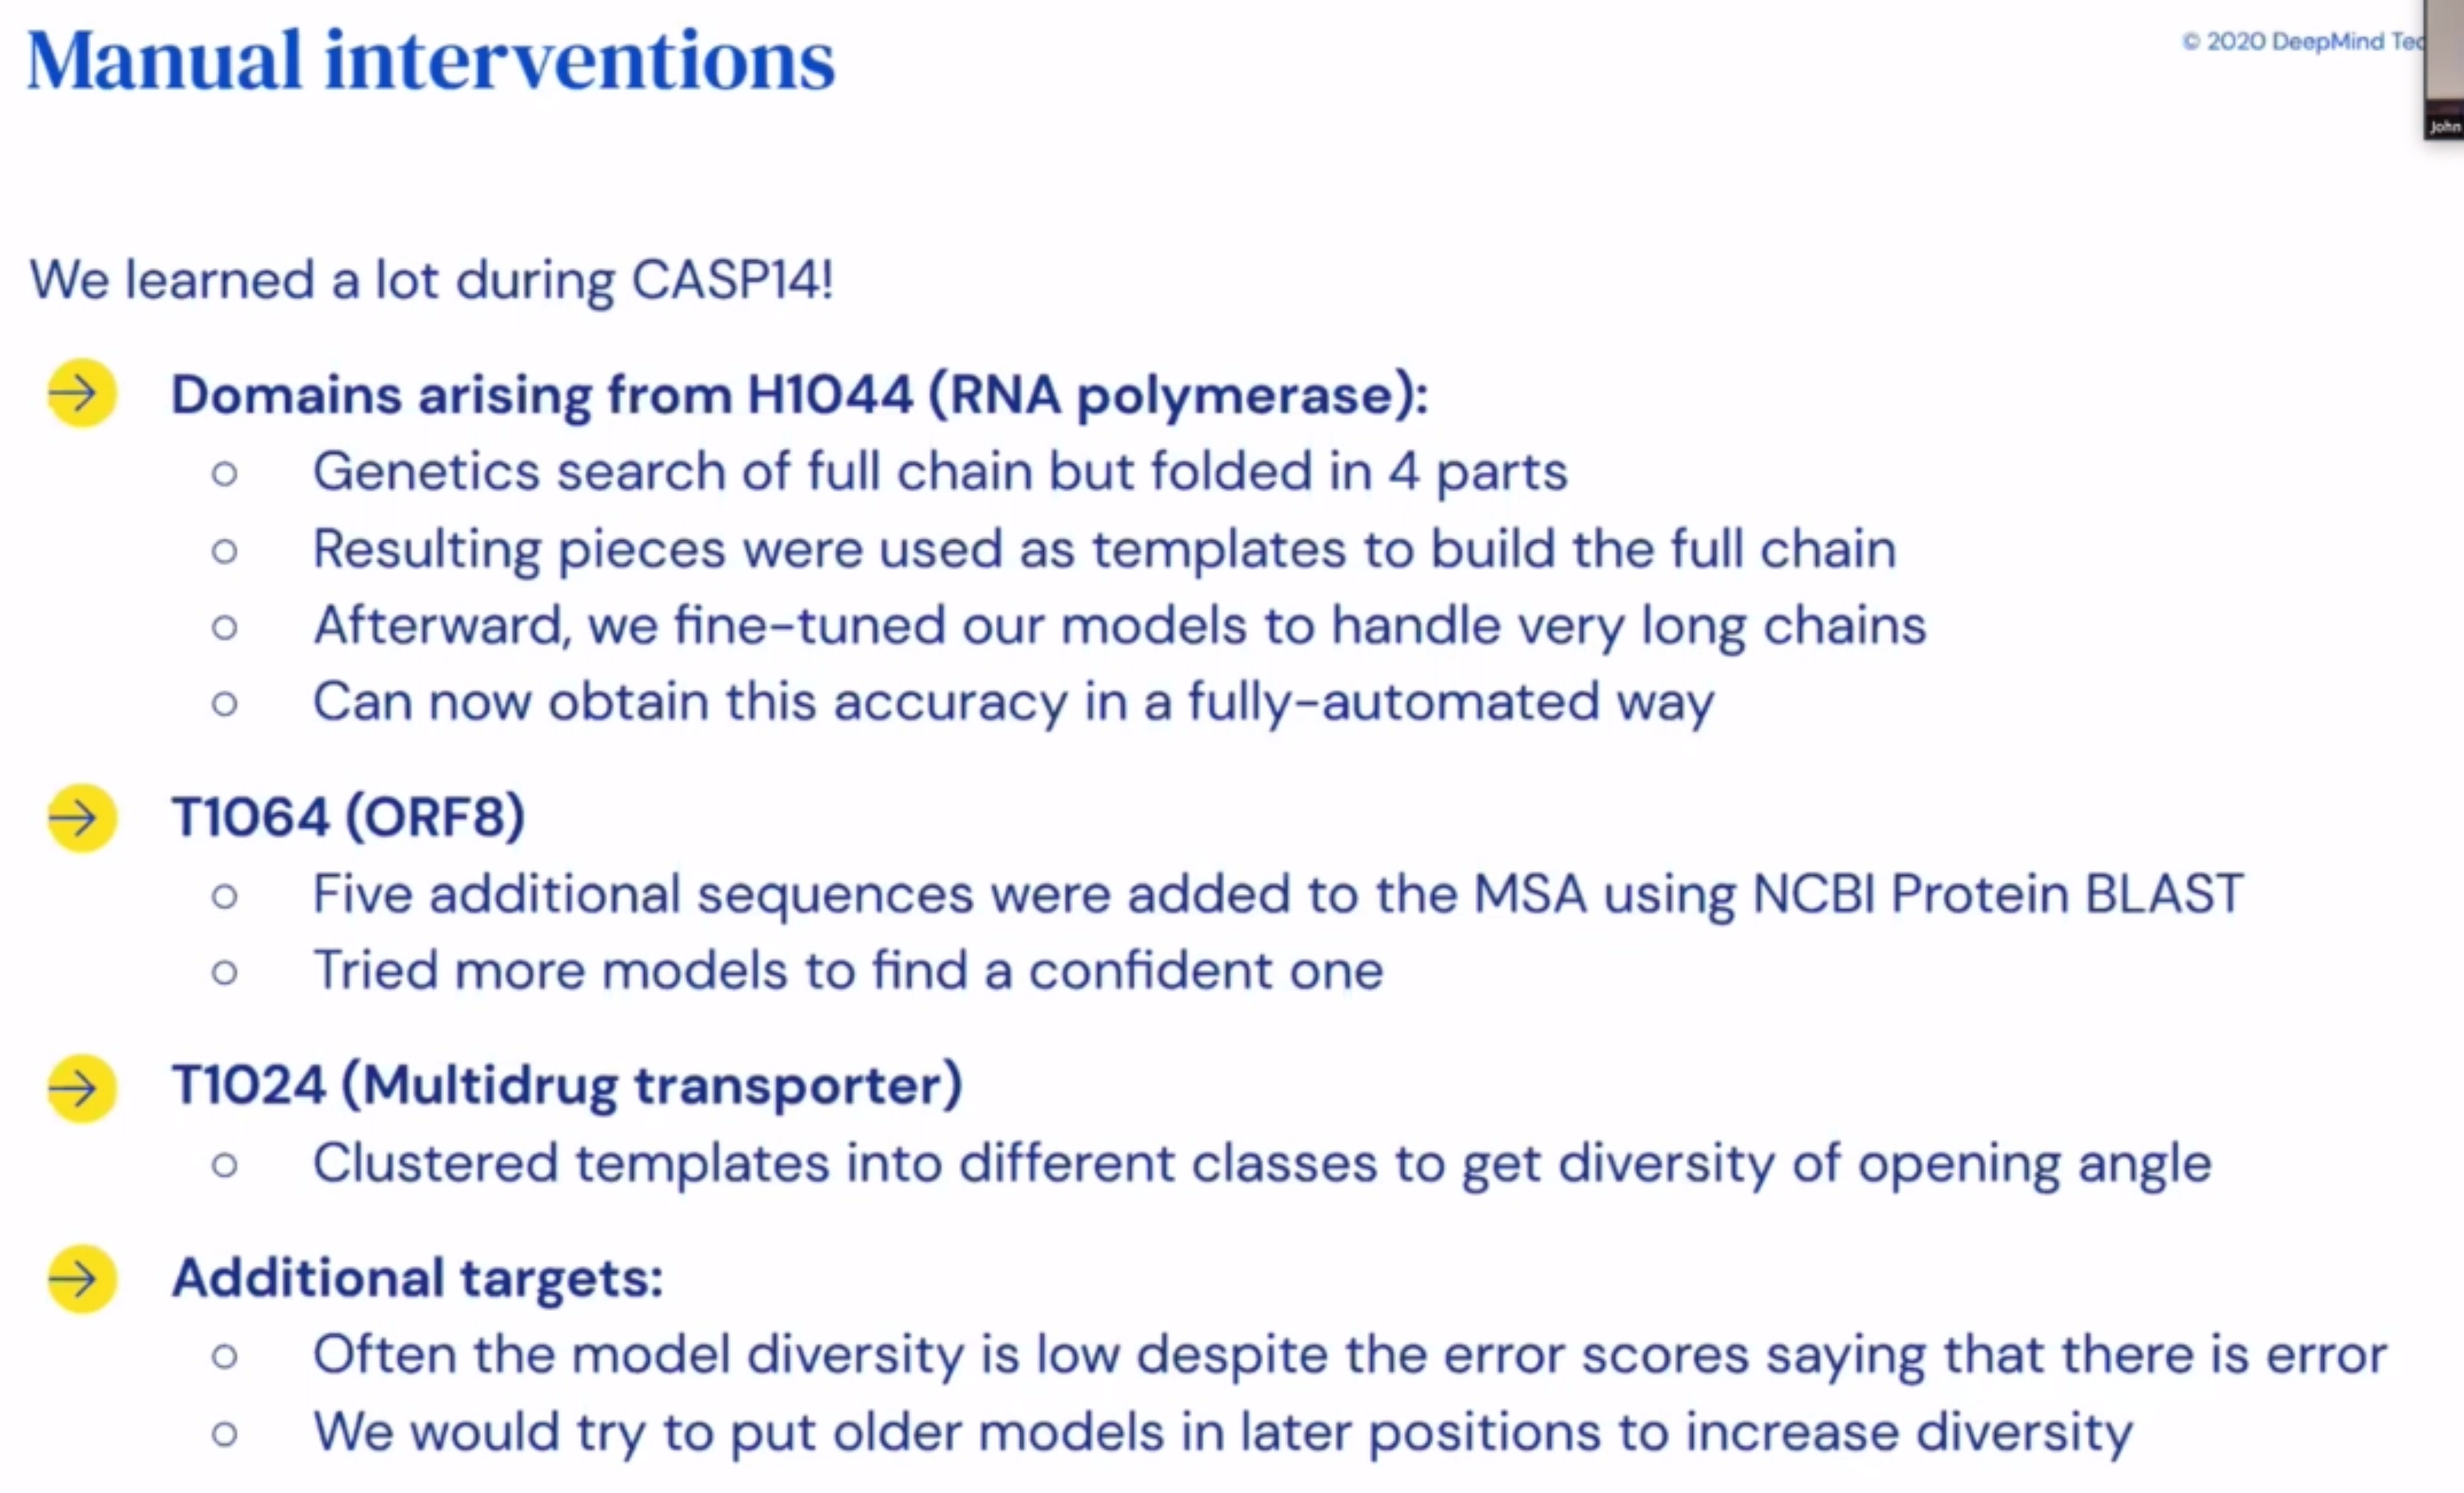 Manual interventions
© 2020 DeepMind
John
We learned a lot during CASP14!
Domains arising from H1044 (RNA polymerase):
Genetics search of full chain but folded in 4 parts
Resulting pieces were used as templates to build the full chain
Afterward, we fine-tuned our models to handle very long chains
Can now obtain this accuracy in a fully-automated way
T1064 (ORF8)
Five additional sequences were added to the MSA using NCBI Protein BLAST
Tried more models to find a confident one
T1024 (Multidrug transporter)
Clustered templates into different classes to get diversity of opening angle
Additional targets:
Often the model diversity is low despite the error scores saying that there is error
We would try to put older models in later positions to increase diversity